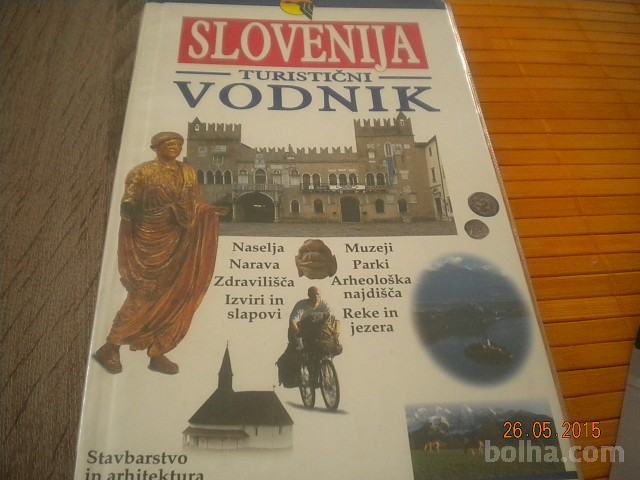 SLOVENIJA
TURISTIČNI
VODNIK
Naselja
Narava
Zdravilišča
Izviri in
slapovi
Muzeji
Parki
Arheološka
najdišča
Reke in
jezera
Stavbarstvo
in arhitektura
26.05.2015
bolha.com